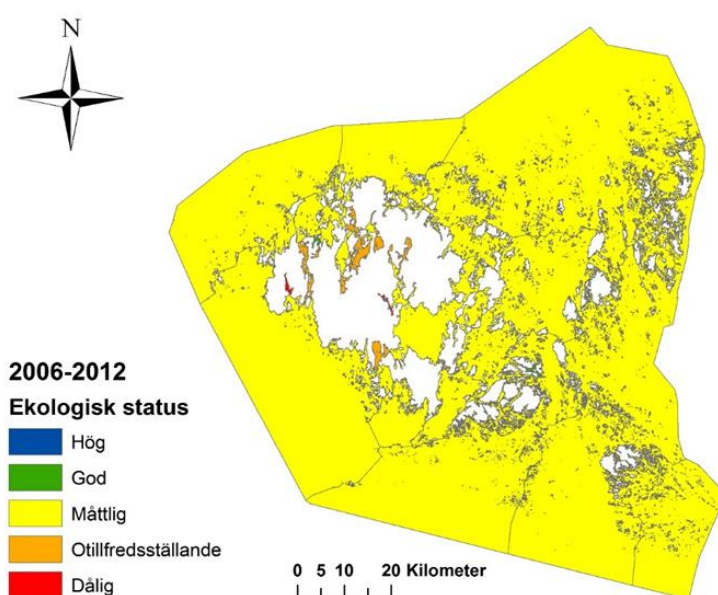 N
2006-2012
Ekologisk status
Hög
God
Måttlig
Otillfredsställande
Dålig
0 5 10 20 Kilometer